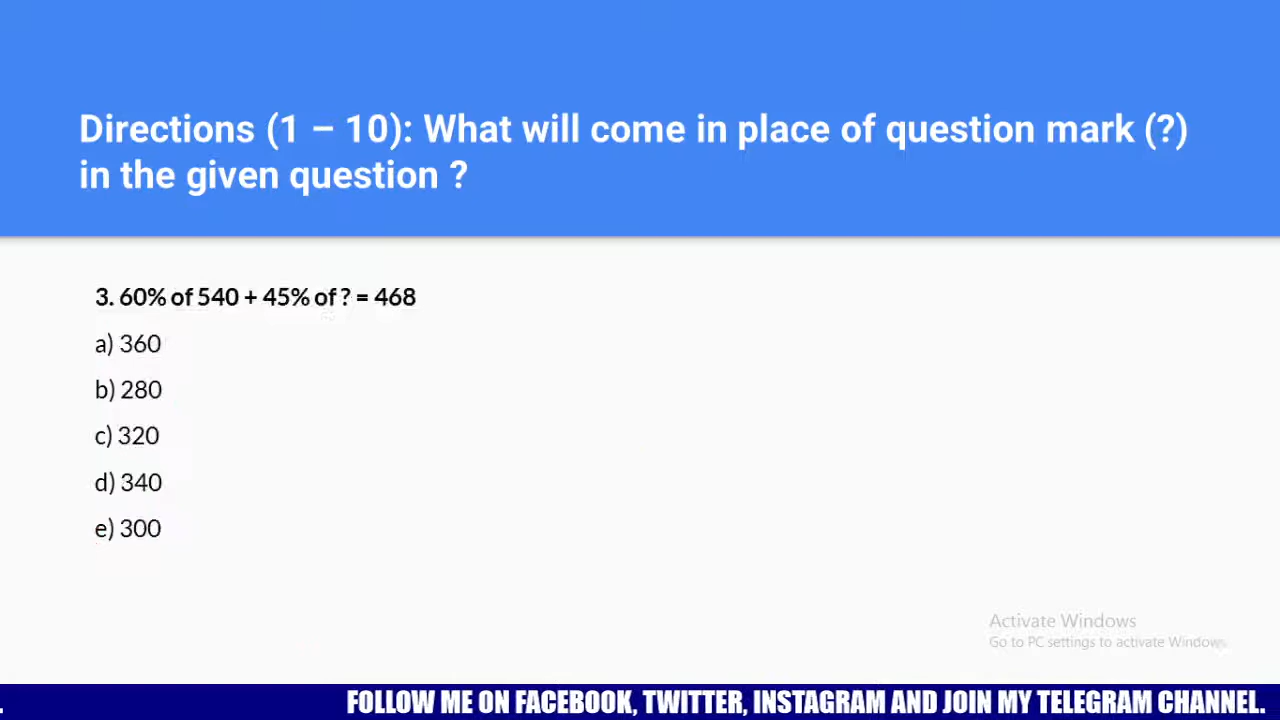 Directions (1 – 10): What will come in place of question mark (?)
in the given question ?
3. 60% of 540 + 45% of ? = 468
a) 360
b) 280
c) 320
d) 340
e) 300
Activate Windows
Go to PC settings to activate Windows.
. FOLLOW ME ON FACEBOOK, TWITTER, INSTAGRAM AND JOIN MY TELEGRAM CHANNEL.